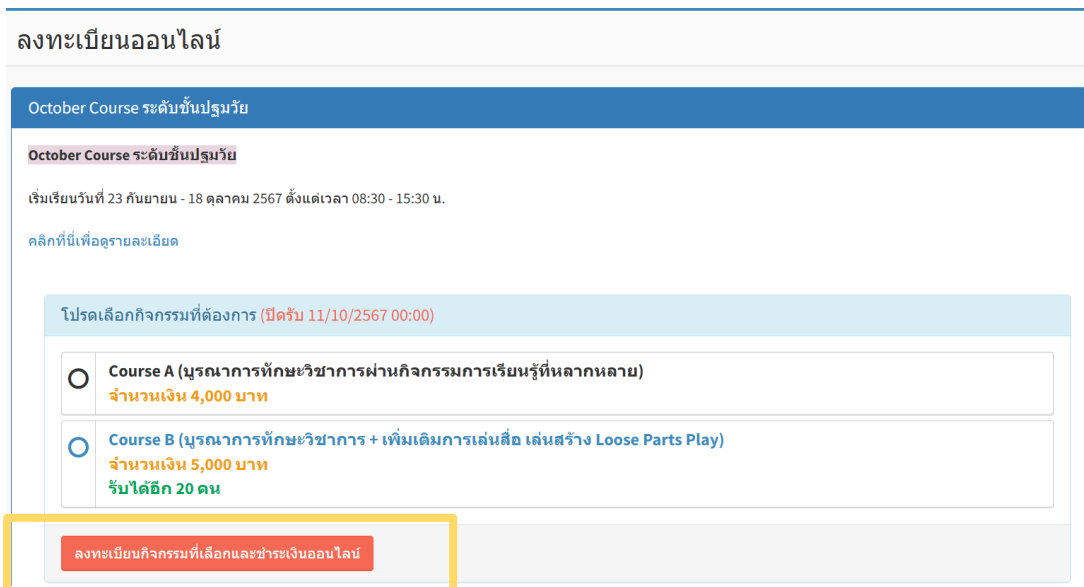 ลงทะเบียนออนไลน์
October Course ระดับชั้นปฐมวัย
October Course ระดับชั้นปฐมวัย
เริ่มเรียนวันที่ 23 กันยายน - 18 ตุลาคม 2567 ตั้งแต่เวลา 08:30 - 15:30 น.
คลิกที่นี่เพื่อดูรายละเอียด
โปรดเลือกกิจกรรมที่ต้องการ (ปิดรับ 11/10/2567 00:00)
Course A (บูรณาการทักษะวิชาการผ่านกิจกรรมการเรียนรู้ที่หลากหลาย)
จำนวนเงิน 4,000 บาท
Course B (บูรณาการทักษะวิชาการ + เพิ่มเติมการเล่นสื่อ เล่นสร้าง Loose Parts Play)
จำนวนเงิน 5,000 บาท
รับได้อีก 20 คน
ลงทะเบียนกิจกรรมที่เลือกและชำระเงินออนไลน์